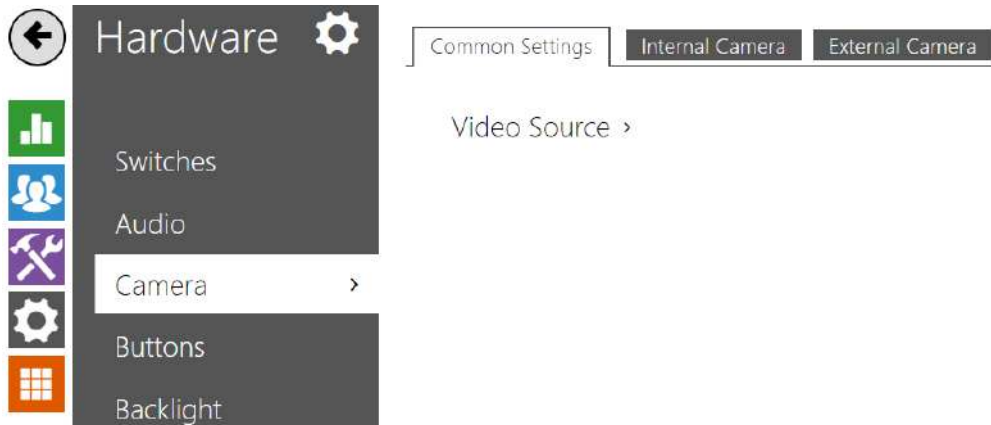 Hardware
Common Settings
Internal Camera
External Camera
Video Source ›
Switches
Audio
Camera ›
Buttons
Backlight